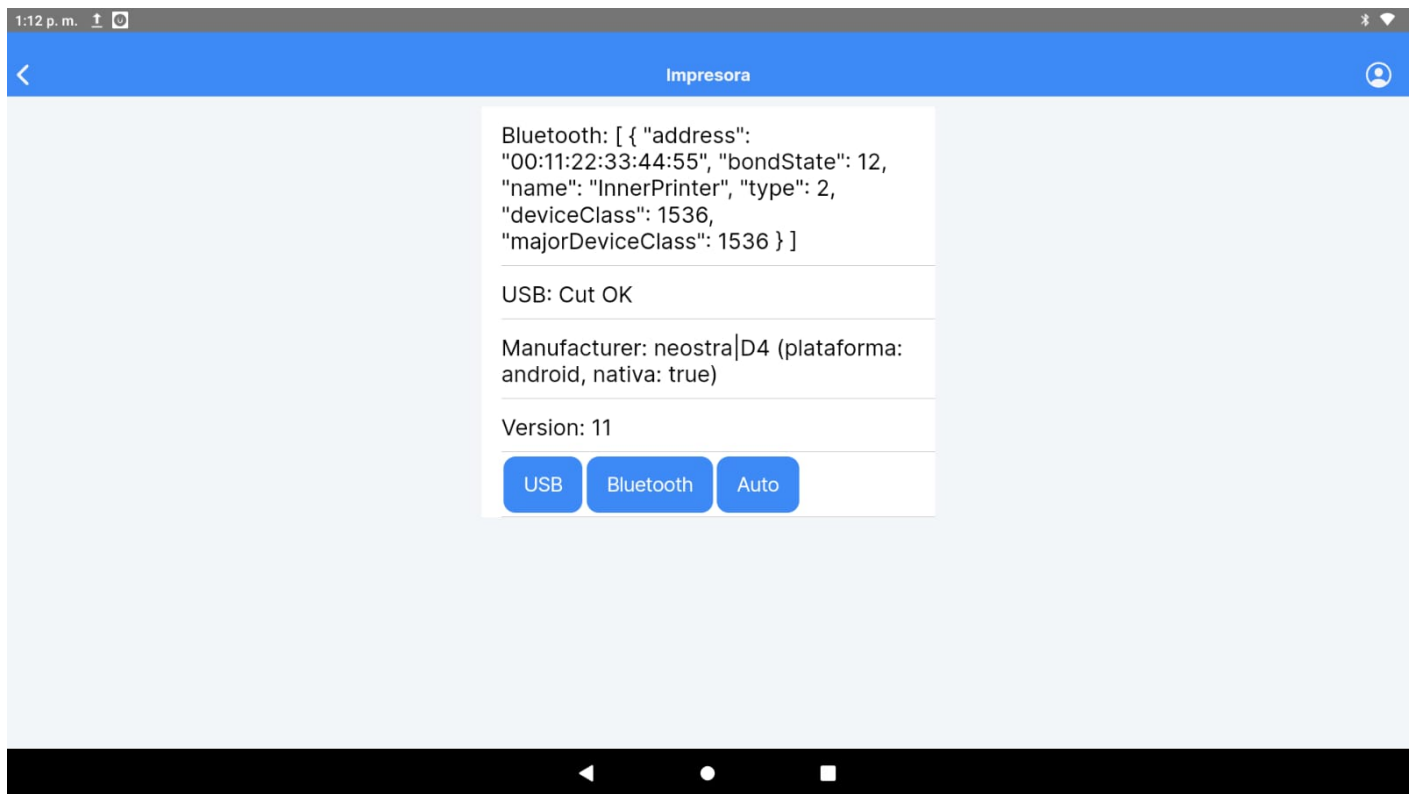 1:12 p. m.
Impresora
Bluetooth: [ { "address":
"00:11:22:33:44:55", "bondState": 12,
"name": "InnerPrinter", "type": 2,
"deviceClass": 1536,
"majorDeviceClass": 1536 } ]
USB: Cut OK
Manufacturer: neostra|D4 (plataforma:
android, nativa: true)
Version: 11
USB Bluetooth Auto